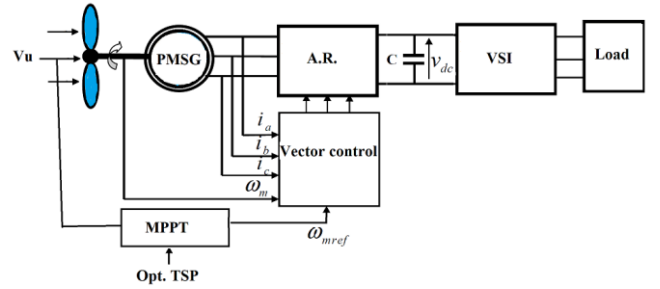 Vu
PMSG
A.R.
C
v_dc
VSI
Load
i_a
i_b
i_c
ω_m
Vector control
MPPT
ω_mref
Opt. TSP